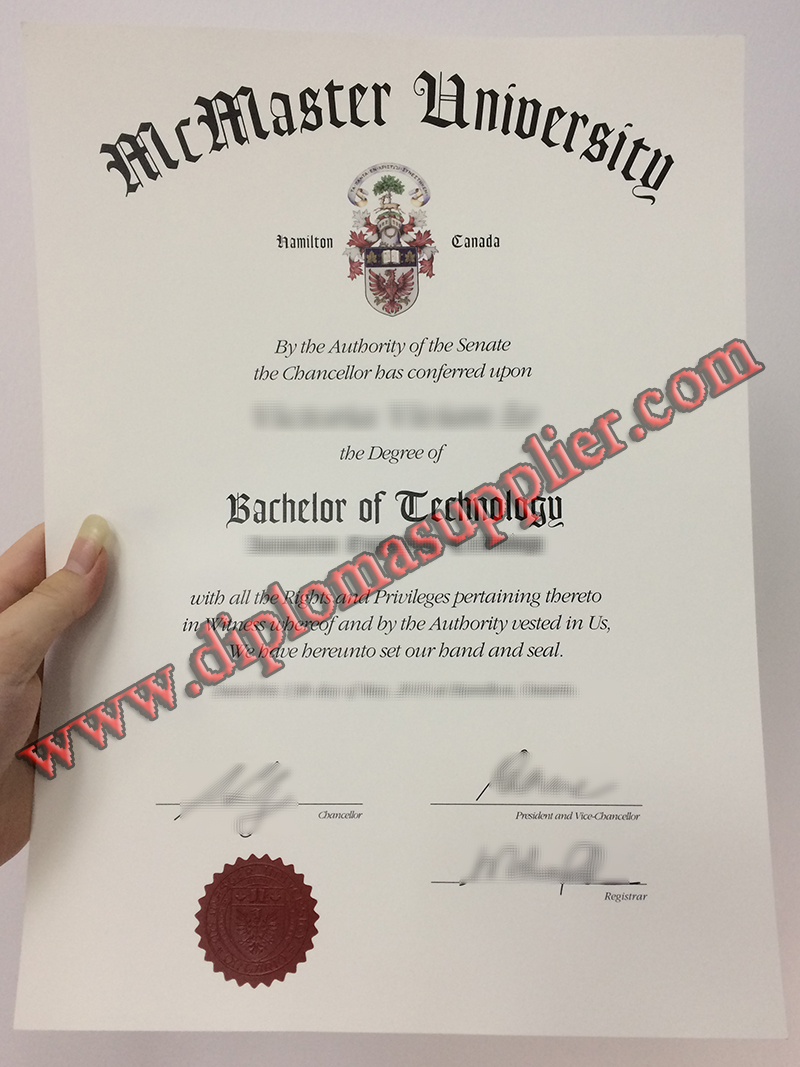 McMaster University
Hamilton Canada
By the Authority of the Senate
the Chancellor has conferred upon
the Degree of
Bachelor of Technology
with all the Rights and Privileges pertaining thereto
in Witness whereof and by the Authority vested in Us,
We have hereunto set our hand and seal.
www.diplomasupplier.com
Chancellor
President and Vice-Chancellor
Registrar